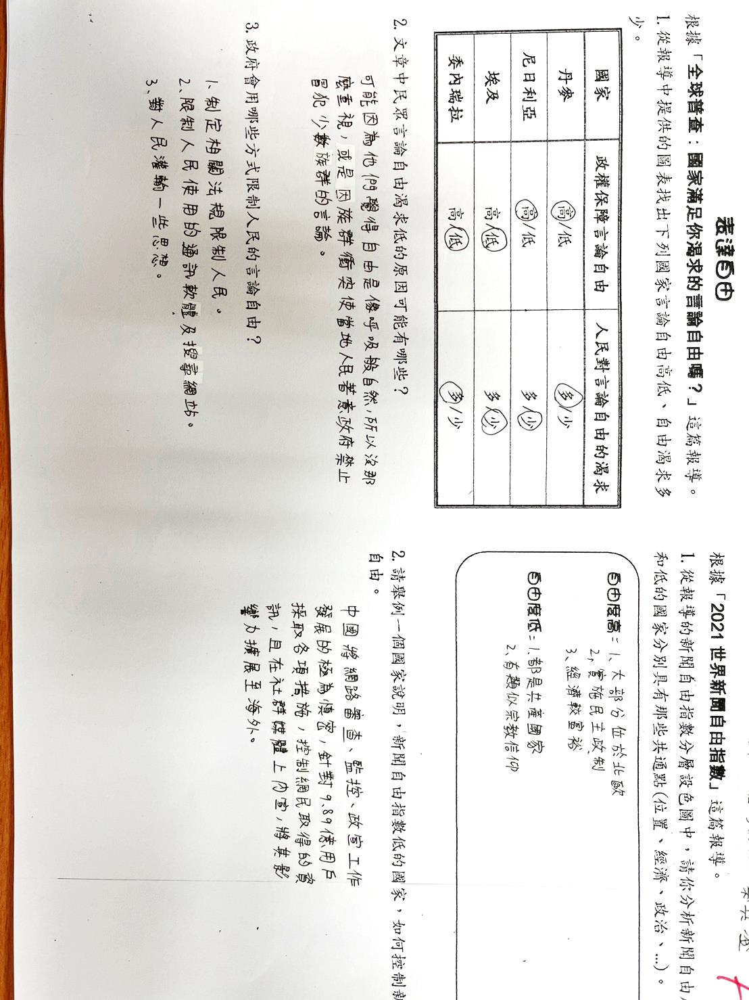 表達自由
根據「全球普查：國家滿足你渴求的言論自由嗎？」這篇報導。
1. 從報導中提供的圖表找出下列國家言論自由高低、自由渴求多
少。
國家 政權保障言論自由 人民對言論自由的渴求
丹麥 高/低 多/少
尼日利亞 高/低 多/少
埃及 高/低 多/少
委內瑞拉 高/低 多/少
2. 文章中民眾言論自由渴求低的原因可能有哪些？
可能因為他們覺得自由是像呼吸般自然，所以沒那
麼重視，或是因族群衝突使當地人民著意政府禁止
冒犯少數族群的言論。
3. 政府會用哪些方式限制人民的言論自由？
1、制定相關法規限制人民。
2、限制人民使用的通訊軟體及搜尋網站。
3、對人民灌輸一些思想。
根據「2021世界新聞自由指數」這篇報導。
1. 從報導的新聞自由指數分層設色圖中，請你分析新聞自由
和低的國家分別具有那些共通點(位置、經濟、政治、…)。
自由度高：1、大部分位於北歐
2、實施民主政制
3、經濟較富裕
自由度低：1、都是共產國家
2、有類似宗教信仰
2. 請舉例一個國家說明，新聞自由指數低的國家，如何控制新
自由。
中國將網路審查、監控、政宣工作
發展的極為慎密，針對9.89億用戶
採取各項措施，控制網民取得的資
訊，且在社群媒體上內宣，將其影
響力擴展至海外。